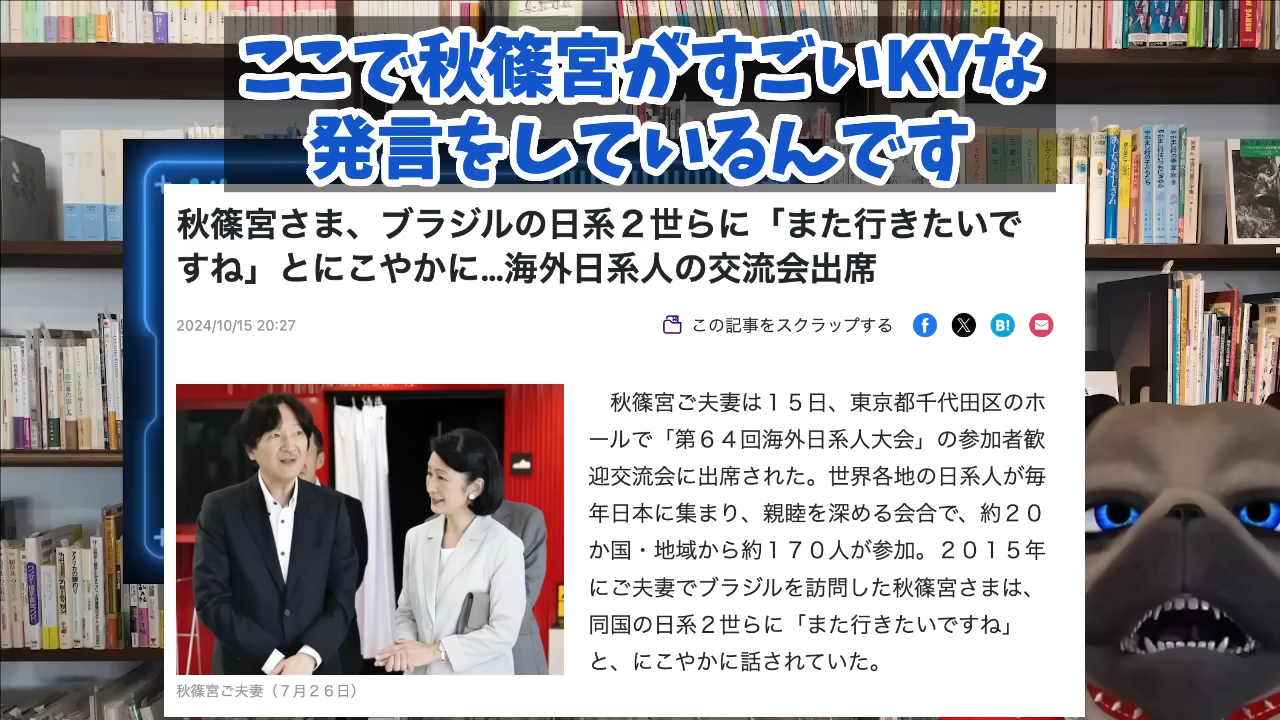 ここで秋篠宮がすごいKYな
発言をしているんです
秋篠宮さま、ブラジルの日系２世らに「また行きたいで
すね」とにこやかに…海外日系人の交流会出席
2024/10/15 20:27
この記事をスクラップする
f
X
B!
秋篠宮ご夫妻は１５日、東京都千代田区のホ
ールで「第６４回海外日系人大会」の参加者歓
迎交流会に出席された。世界各地の日系人が毎
年日本に集まり、親睦を深める会合で、約２０
か国・地域から約１７０人が参加。２０１５年
にご夫妻でブラジルを訪問した秋篠宮さまは、
同国の日系２世らに「また行きたいですね」
と、にこやかに話されていた。
秋篠宮ご夫妻（７月２６日）